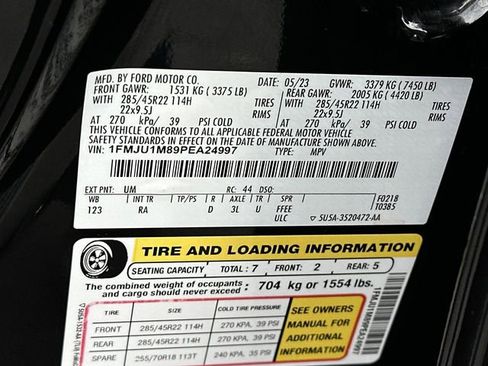 MFD. BY FORD MOTOR CO.
DATE: 05/23 GVWR: 3379 KG ( 7450 LB)
FRONT GAWR: 1531 KG ( 3375 LB) REAR GAWR: 2005 KG ( 4420 LB)
WITH 285/45R22 114H TIRES WITH 285/45R22 114H TIRES
22x9.5J RIMS 22x9.5J RIMS
AT 270 kPa/ 39 PSI COLD AT 270 kPa/ 39 PSI COLD
THIS VEHICLE CONFORMS TO ALL APPLICABLE FEDERAL MOTOR VEHICLE
SAFETY STANDARDS IN EFFECT ON THE DATE OF MANUFACTURE SHOWN ABOVE.
VIN: 1FMJU1M89PEA24997 TYPE: MPV
EXT PNT: UM RC: 44 DSO:
WB INT TR TP/PS R AXLE TR SPR
123 RA D 3L U FFEE
ULC
F0218
T0385
5U5A-3520472-AA
TIRE AND LOADING INFORMATION
SEATING CAPACITY TOTAL : 7 FRONT: 2 REAR: 5
The combined weight of occupants and cargo should never exceed : 704 kg or 1554 lbs.
TIRE SIZE COLD TIRE PRESSURE
FRONT 285/45R22 114H 270 KPA, 39 PSI
REAR 285/45R22 114H 270 KPA, 39 PSI
SPARE 255/70R18 113T 240 KPA, 35 PSI
SEE OWNERS
MANUAL FOR
ADDITIONAL
INFORMATION
1FMJU1M89PEA24997